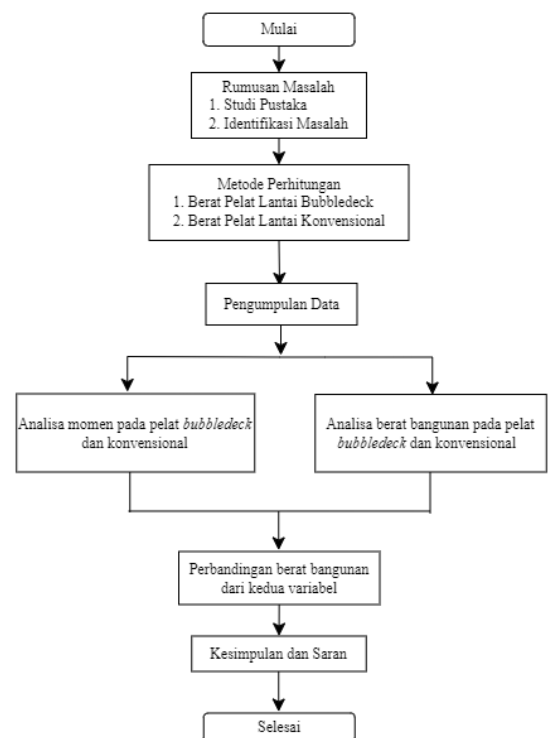 Mulai
Rumusan Masalah
1. Studi Pustaka
2. Identifikasi Masalah
Metode Perhitungan
1. Berat Pelat Lantai Bubbledeck
2. Berat Pelat Lantai Konvensional
Pengumpulan Data
Analisa momen pada pelat bubbledeck
dan konvensional
Analisa berat bangunan pada pelat
bubbledeck dan konvensional
Perbandingan berat bangunan
dari kedua variabel
Kesimpulan dan Saran
Selesai